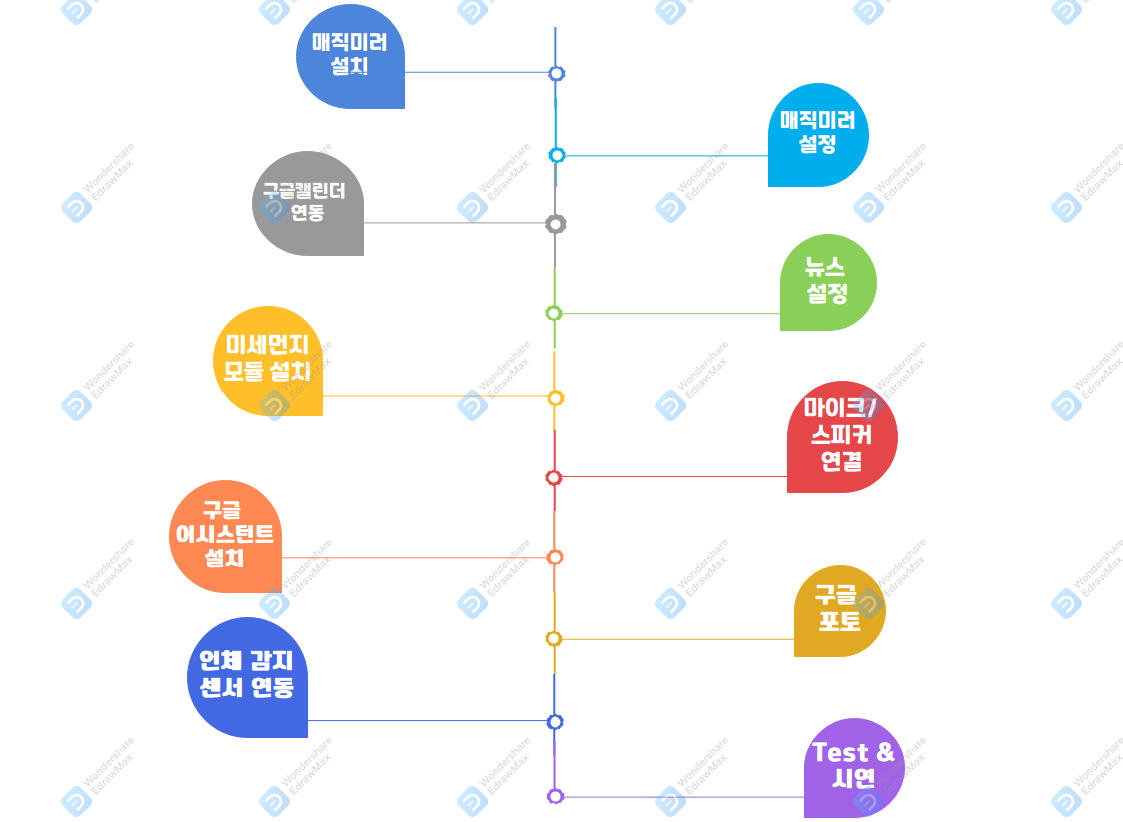 매직미러
설치
매직미러
설정
구글캘린더
연동
뉴스
설정
미세먼지
모듈 설치
마이크/
스피커
연결
구글
어시스턴트
설치
구글
포토
인체 감지
센서 연동
Test &
시연
Wondershare
EdrawMax